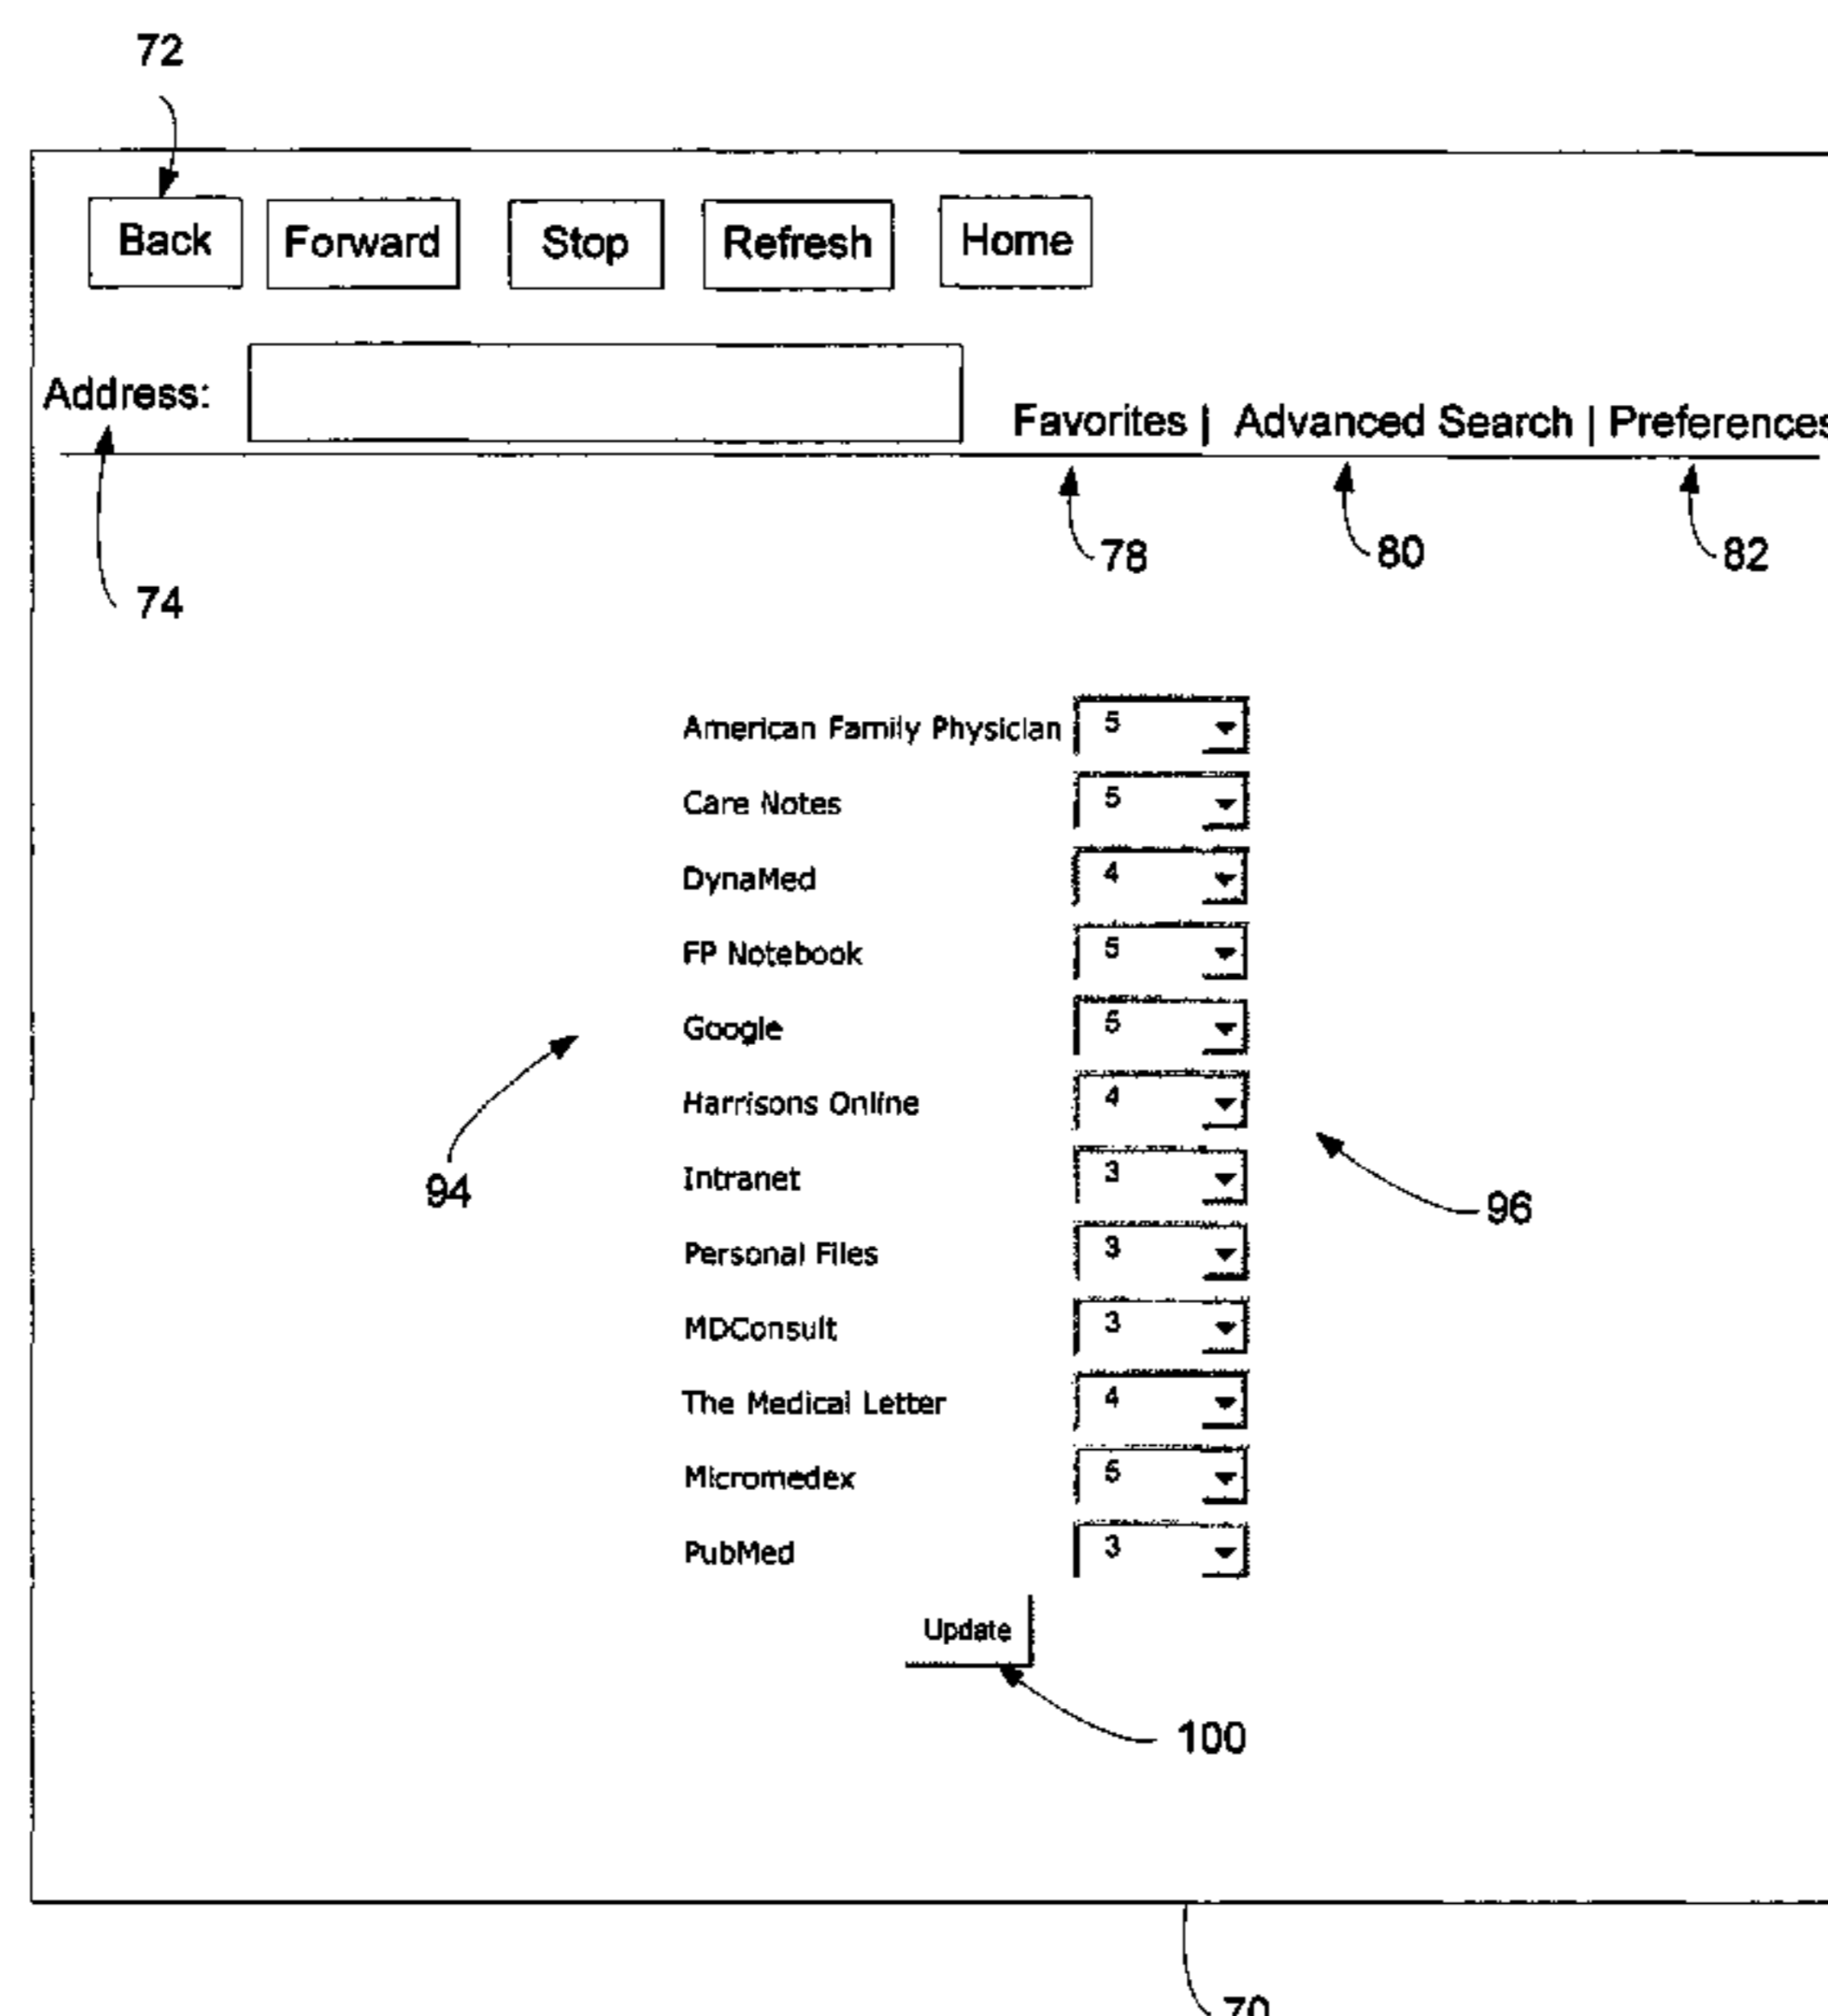 72
Back Forward Stop Refresh Home
Address:
Favorites | Advanced Search | Preferences
78 80 82
74
American Family Physician 5
Care Notes 5
DynaMed 4
FP Notebook 5
Google 5
Harrisons Online 4
Intranet 3
Personal Files 3
MDConsult 3
The Medical Letter 4
Micromedex 5
PubMed 3
94
96
Update
100
70